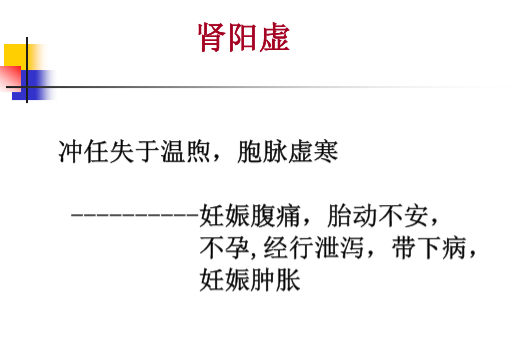 肾阳虚
冲任失于温煦，胞脉虚寒
----------妊娠腹痛，胎动不安，
不孕,经行泄泻，带下病，
妊娠肿胀